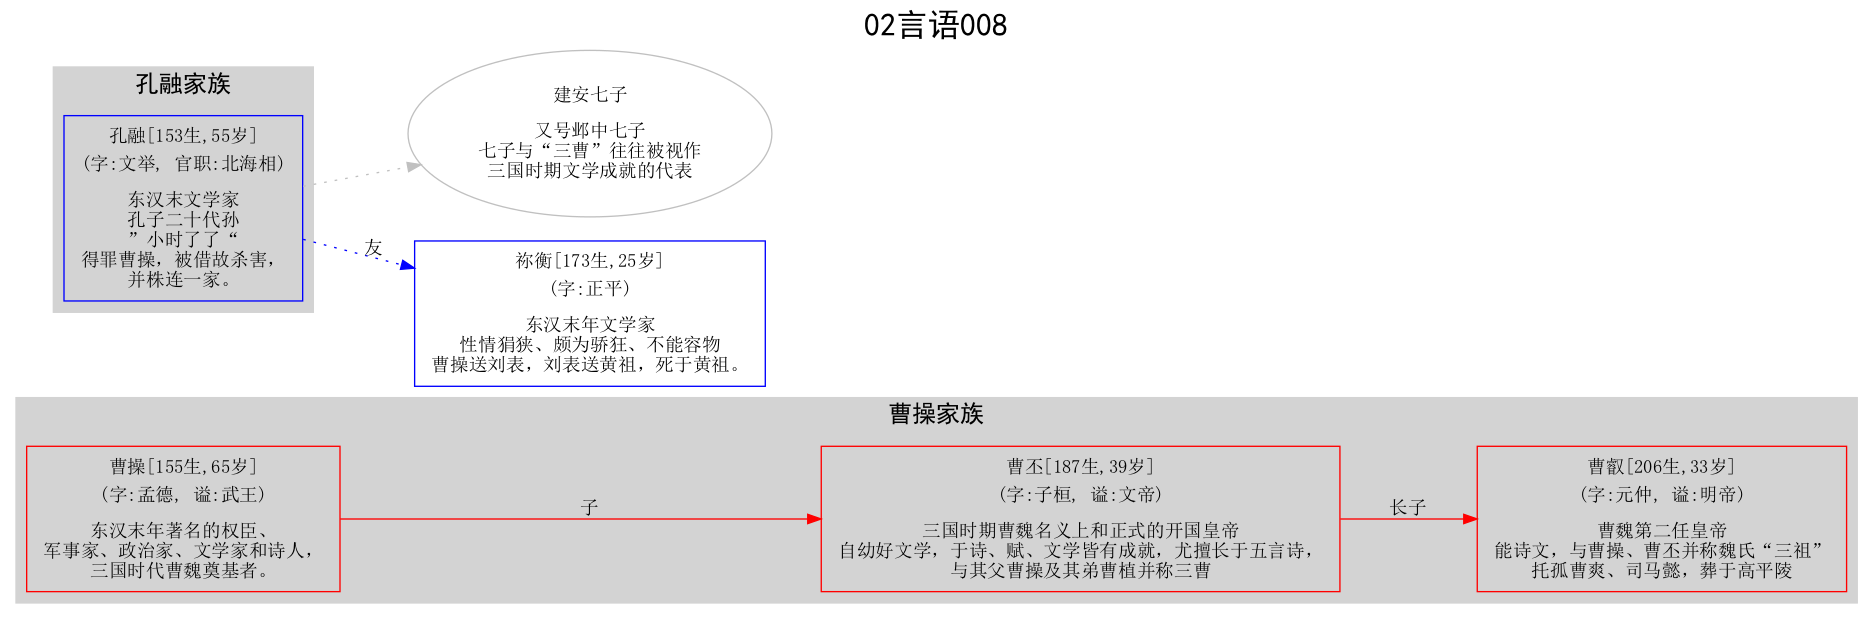 02言语008
孔融家族
孔融[153生,55岁]
(字:文举, 官职:北海相)
东汉末文学家
孔子二十代孙
”小时了了“
得罪曹操，被借故杀害，
并株连一家。
建安七子
又号邺中七子
七子与“三曹”往往被视作
三国时期文学成就的代表
友
祢衡[173生,25岁]
(字:正平)
东汉末年文学家
性情狷狭、颇为骄狂、不能容物
曹操送刘表，刘表送黄祖，死于黄祖。
曹操家族
曹操[155生,65岁]
(字:孟德, 谥:武王)
东汉末年著名的权臣、
军事家、政治家、文学家和诗人，
三国时代曹魏奠基者。
子
曹丕[187生,39岁]
(字:子桓, 谥:文帝)
三国时期曹魏名义上和正式的开国皇帝
自幼好文学，于诗、赋、文学皆有成就，尤擅长于五言诗，
与其父曹操及其弟曹植并称三曹
长子
曹叡[206生,33岁]
(字:元仲, 谥:明帝)
曹魏第二任皇帝
能诗文，与曹操、曹丕并称魏氏“三祖”
托孤曹爽、司马懿，葬于高平陵